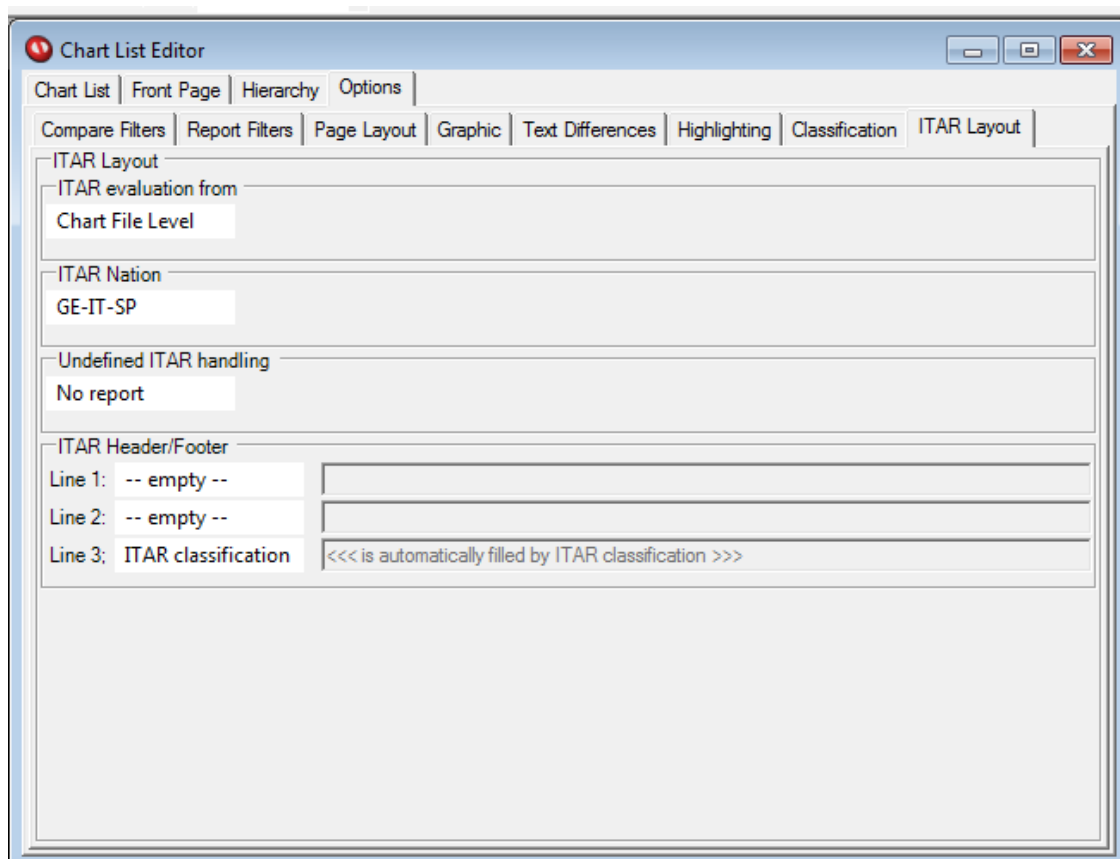 Chart List Editor
Chart List Front Page Hierarchy Options
Compare Filters Report Filters Page Layout Graphic Text Differences Highlighting Classification ITAR Layout
ITAR Layout
ITAR evaluation from
Chart File Level
ITAR Nation
GE-IT-SP
Undefined ITAR handling
No report
ITAR Header/Footer
Line 1: -- empty --
Line 2: -- empty --
Line 3; ITAR classification <<< is automatically filled by ITAR classification >>>